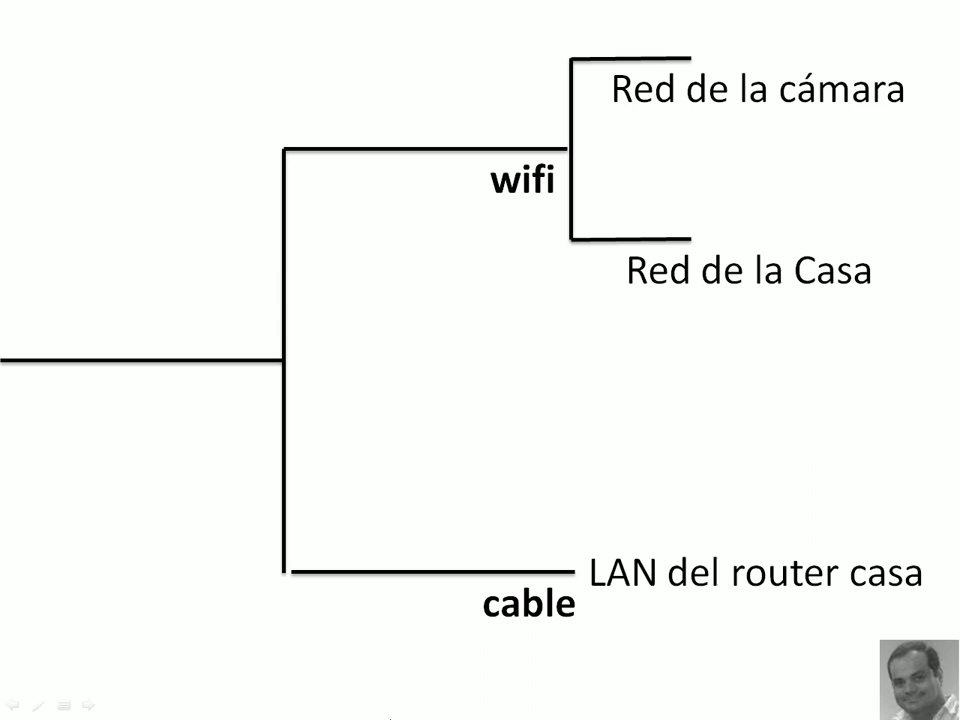 Red de la cámara
wifi
Red de la Casa
LAN del router casa
cable